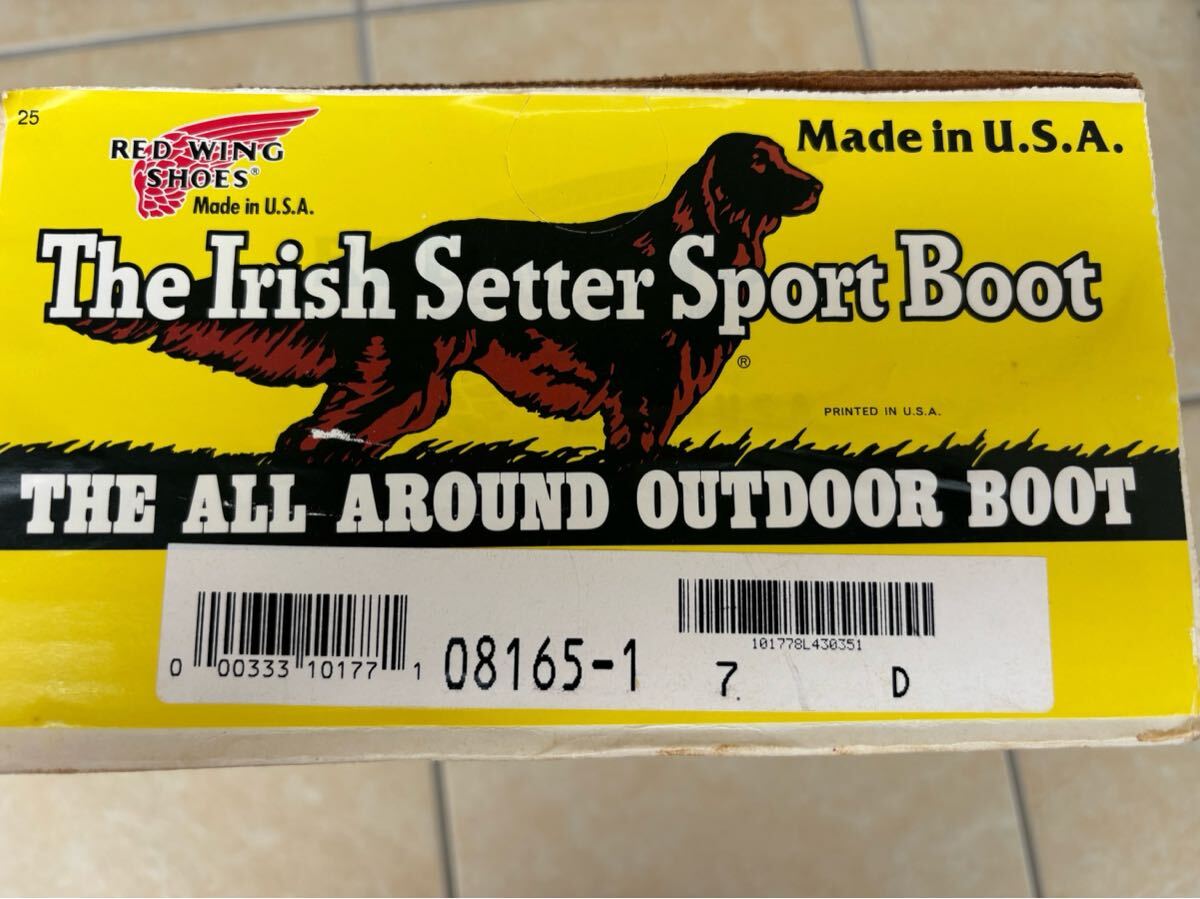 25
RED WING
SHOES®
Made in U.S.A.
Made in U.S.A.
The Irish Setter Sport Boot
®
PRINTED IN U.S.A.
THE ALL AROUND OUTDOOR BOOT
0 00333 10177 1
08165-1
101778L430351
7 D